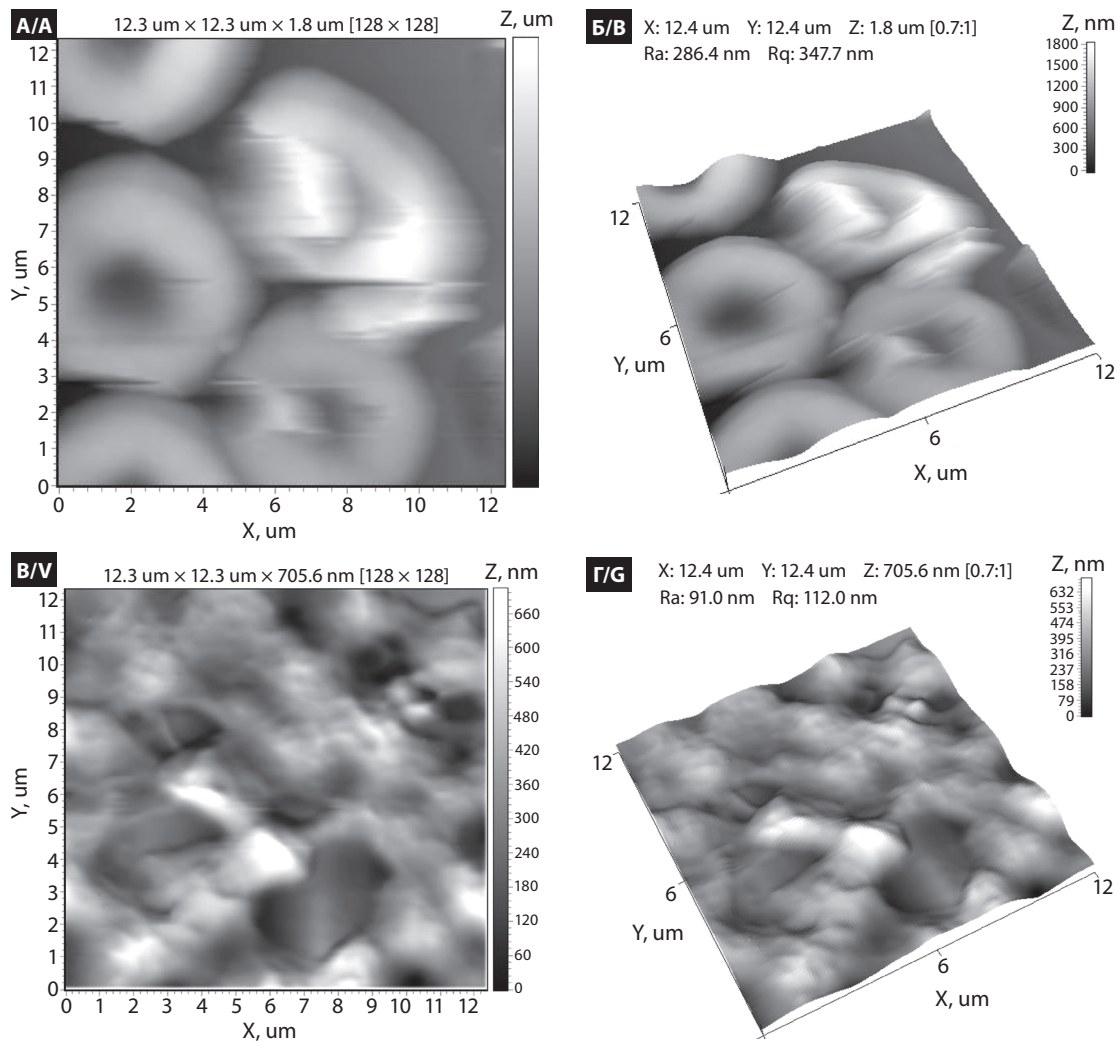 А/A
12.3 um × 12.3 um × 1.8 um [128 × 128]
Z, um
12
11
10
9
8
7
6
5
4
3
2
1
0
Y, um
0 2 4 6 8 10 12
X, um
Б/B
X: 12.4 um Y: 12.4 um Z: 1.8 um [0.7:1]
Ra: 286.4 nm Rq: 347.7 nm
Z, nm
1800
1500
1200
900
600
300
0
12
6
Y, um
6
12
X, um
В/V
12.3 um × 12.3 um × 705.6 nm [128 × 128]
Z, nm
660
600
540
480
420
360
300
240
180
120
60
0
12
11
10
9
8
7
6
5
4
3
2
1
0
Y, um
0 1 2 3 4 5 6 7 8 9 10 11 12
X, um
Г/G
X: 12.4 um Y: 12.4 um Z: 705.6 nm [0.7:1]
Ra: 91.0 nm Rq: 112.0 nm
Z, nm
632
553
474
395
316
237
158
79
0
12
6
Y, um
6
12
X, um